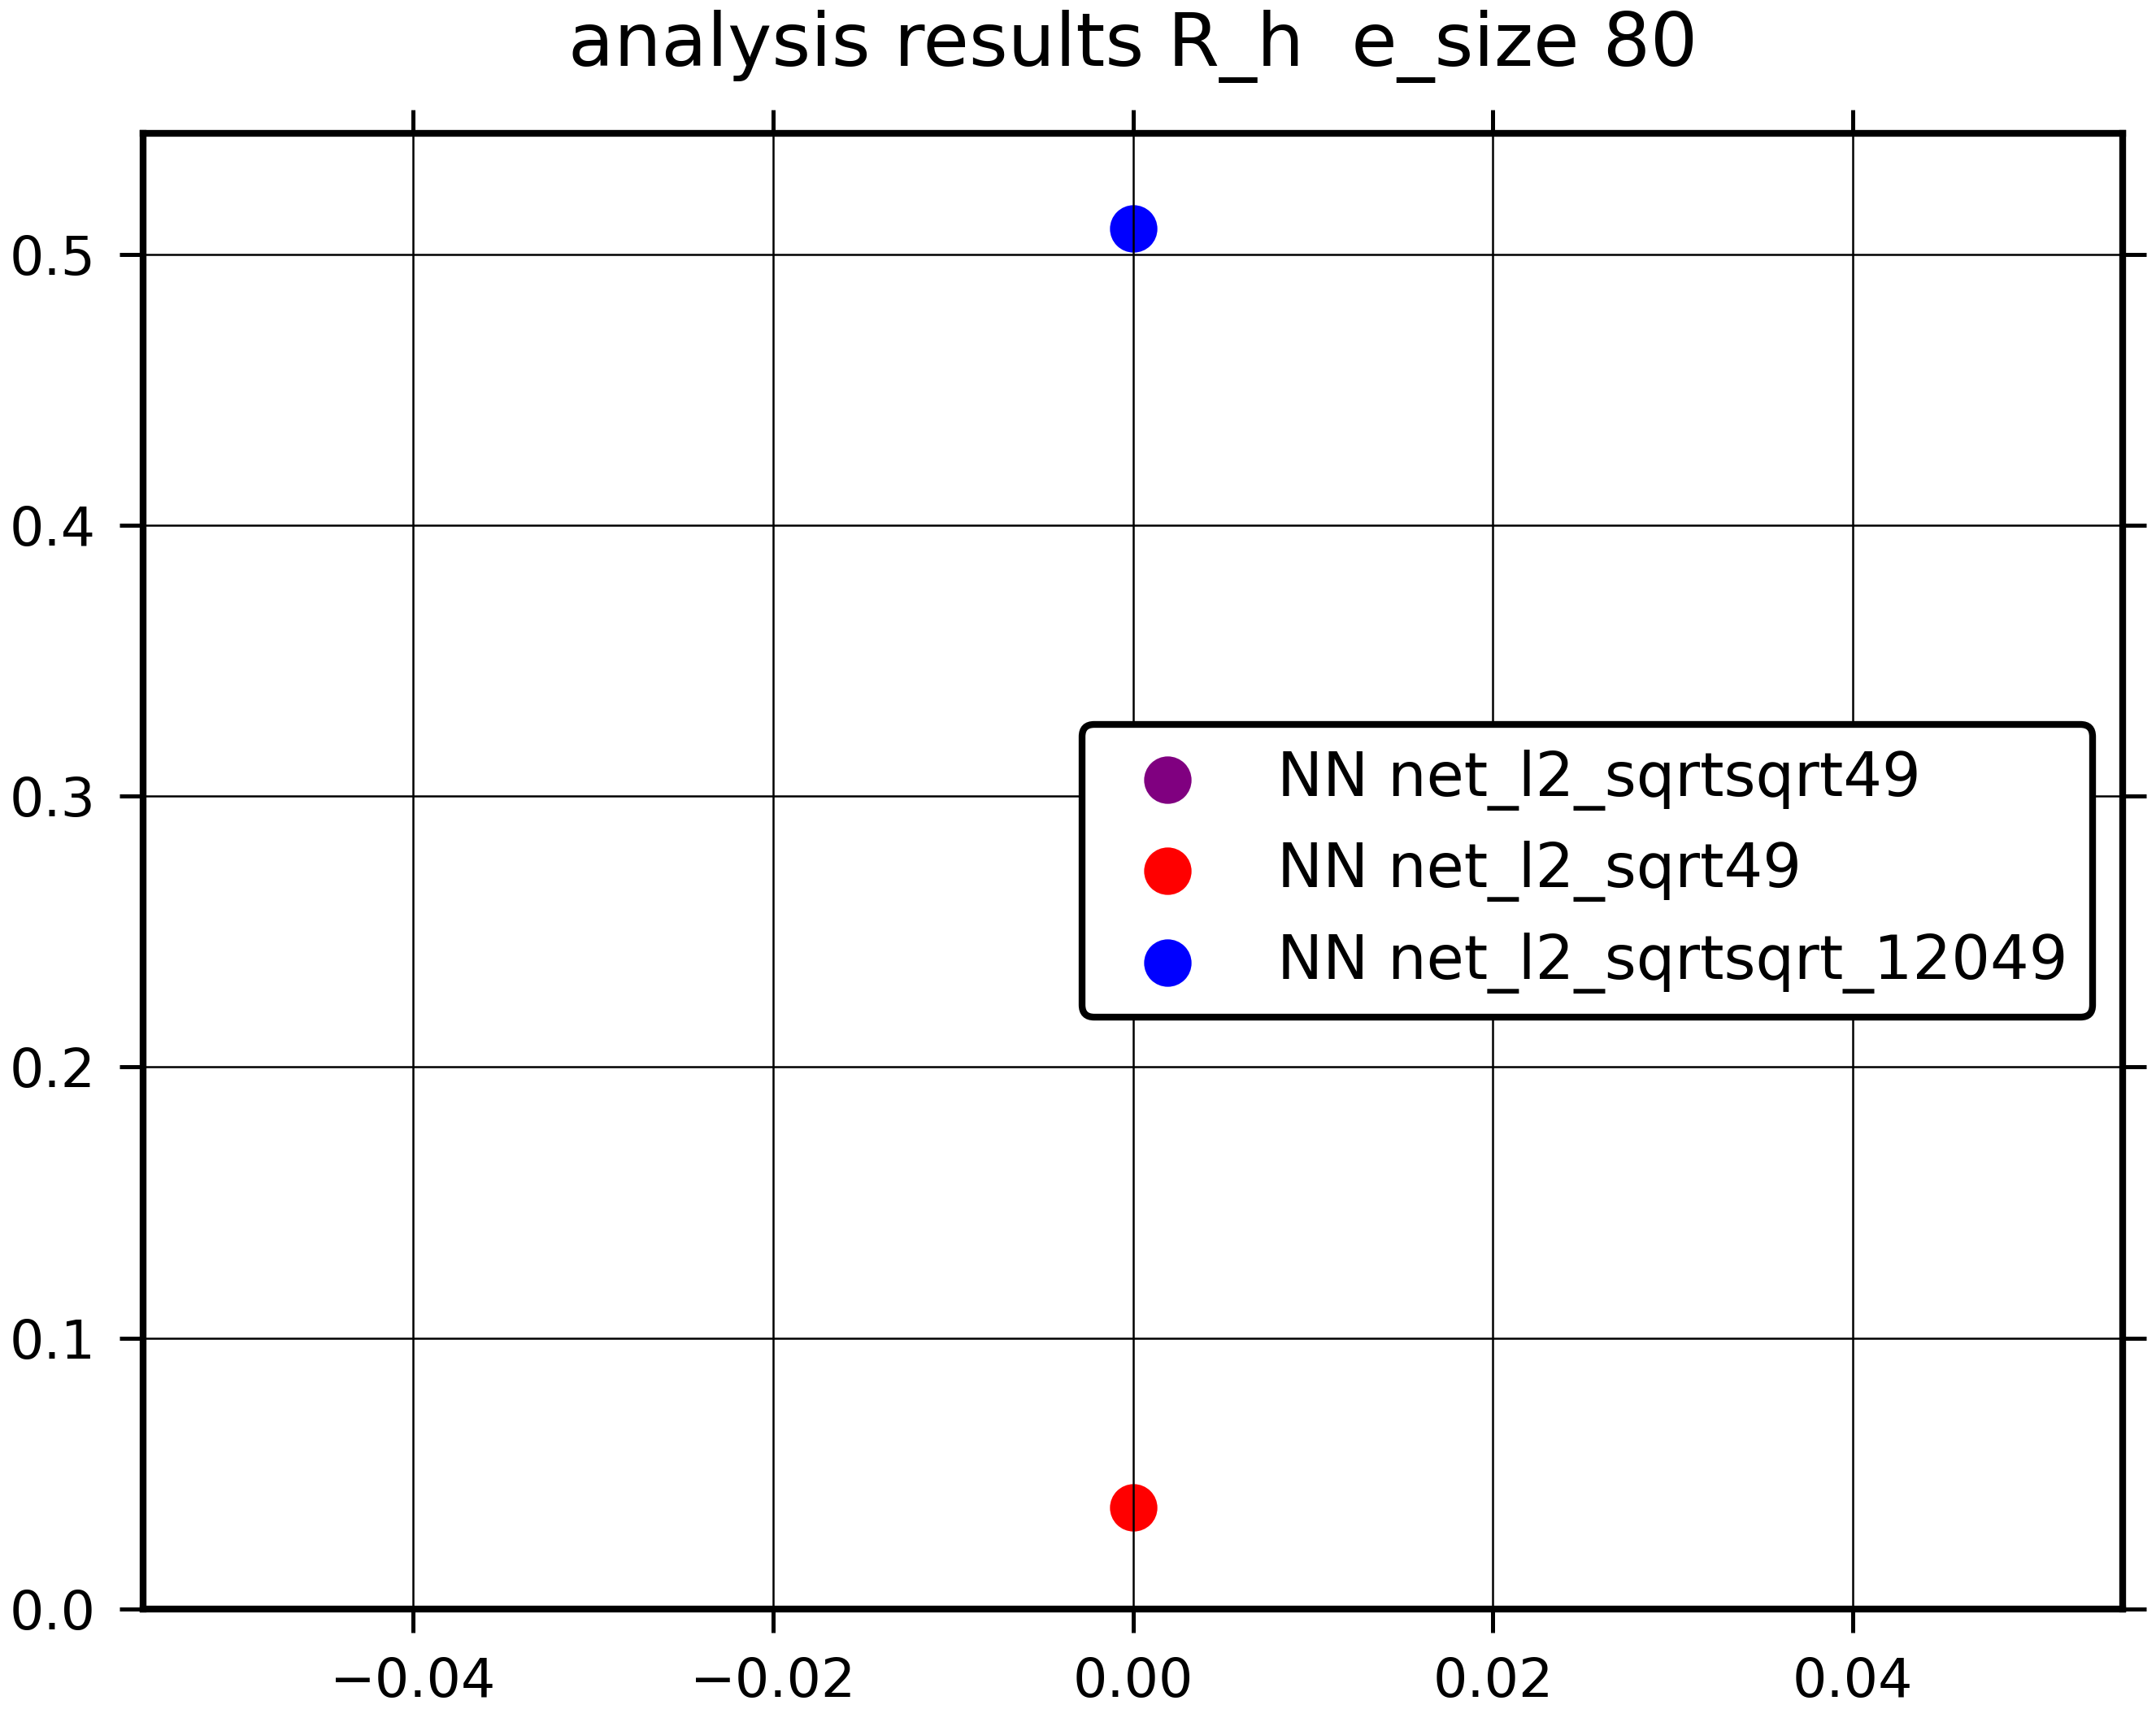 analysis results R_h  e_size 80
0.5
0.4
0.3
0.2
0.1
0.0
NN net_l2_sqrtsqrt49
NN net_l2_sqrt49
NN net_l2_sqrtsqrt_12049
−0.04 −0.02 0.00 0.02 0.04